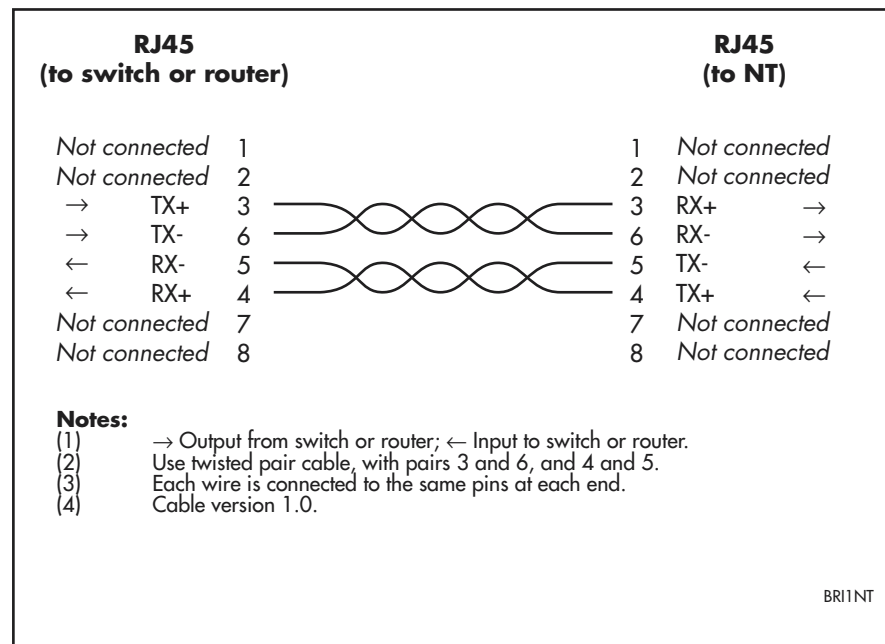 RJ45 RJ45
(to switch or router) (to NT)
Not connected 1 1 Not connected
Not connected 2 2 Not connected
→ TX+ 3 3 RX+ →
→ TX- 6 6 RX- →
← RX- 5 5 TX- ←
← RX+ 4 4 TX+ ←
Not connected 7 7 Not connected
Not connected 8 8 Not connected
Notes:
(1) → Output from switch or router; ← Input to switch or router.
(2) Use twisted pair cable, with pairs 3 and 6, and 4 and 5.
(3) Each wire is connected to the same pins at each end.
(4) Cable version 1.0.
BRI1NT